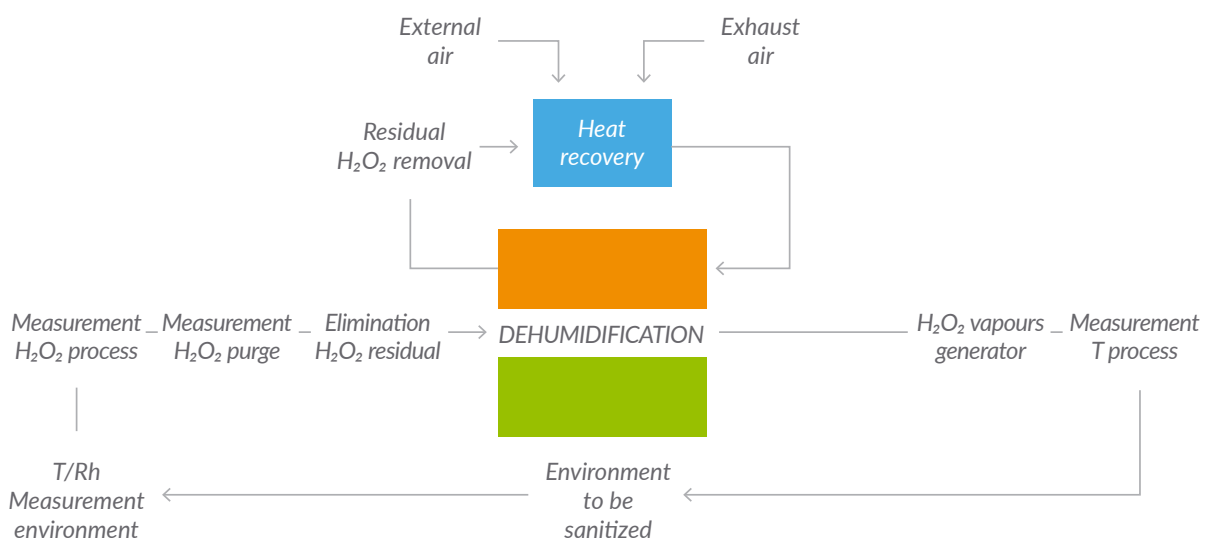 External
air
Exhaust
air
Residual
H₂O₂ removal
Heat
recovery
Measurement
H₂O₂ process
Measurement
H₂O₂ purge
Elimination
H₂O₂ residual
DEHUMIDIFICATION
H₂O₂ vapours
generator
Measurement
T process
T/Rh
Measurement
environment
Environment
to be
sanitized